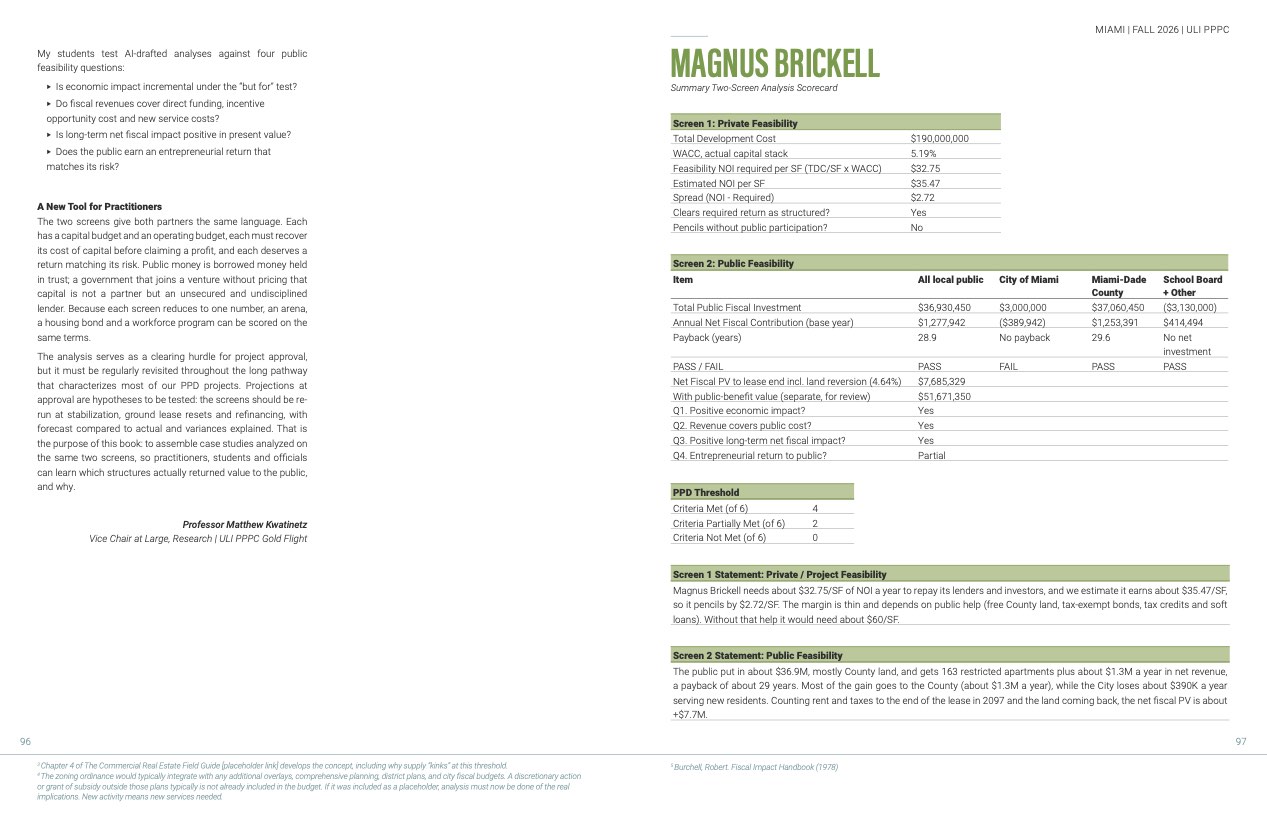 My students test AI-drafted analyses against four public
feasibility questions:
‣ Is economic impact incremental under the "but for" test?
‣ Do fiscal revenues cover direct funding, incentive
opportunity cost and new service costs?
‣ Is long-term net fiscal impact positive in present value?
‣ Does the public earn an entrepreneurial return that
matches its risk?
A New Tool for Practitioners
The two screens give both partners the same language. Each
has a capital budget and an operating budget, each must recover
its cost of capital before claiming a profit, and each deserves a
return matching its risk. Public money is borrowed money held
in trust; a government that joins a venture without pricing that
capital is not a partner but an unsecured and undisciplined
lender. Because each screen reduces to one number, an arena,
a housing bond and a workforce program can be scored on the
same terms.
The analysis serves as a clearing hurdle for project approval,
but it must be regularly revisited throughout the long pathway
that characterizes most of our PPD projects. Projections at
approval are hypotheses to be tested: the screens should be re-
run at stabilization, ground lease resets and refinancing, with
forecast compared to actual and variances explained. That is
the purpose of this book: to assemble case studies analyzed on
the same two screens, so practitioners, students and officials
can learn which structures actually returned value to the public,
and why.
Professor Matthew Kwatinetz
Vice Chair at Large, Research | ULI PPPC Gold Flight
96
³ Chapter 4 of The Commercial Real Estate Field Guide [placeholder link] develops the concept, including why supply "kinks" at this threshold.
⁴ The zoning ordinance would typically integrate with any additional overlays, comprehensive planning, district plans, and city fiscal budgets. A discretionary action
or grant of subsidy outside those plans typically is not already included in the budget. If it was included as a placeholder, analysis must now be done of the real
implications. New activity means new services needed.
MIAMI | FALL 2026 | ULI PPPC
MAGNUS BRICKELL
Summary Two-Screen Analysis Scorecard
Screen 1: Private Feasibility
Total Development Cost $190,000,000
WACC, actual capital stack 5.19%
Feasibility NOI required per SF (TDC/SF x WACC) $32.75
Estimated NOI per SF $35.47
Spread (NOI - Required) $2.72
Clears required return as structured? Yes
Pencils without public participation? No
Screen 2: Public Feasibility
Item All local public City of Miami Miami-Dade School Board
County + Other
Total Public Fiscal Investment $36,930,450 $3,000,000 $37,060,450 ($3,130,000)
Annual Net Fiscal Contribution (base year) $1,277,942 ($389,942) $1,253,391 $414,494
Payback (years) 28.9 No payback 29.6 No net
investment
PASS / FAIL PASS FAIL PASS PASS
Net Fiscal PV to lease end incl. land reversion (4.64%) $7,685,329
With public-benefit value (separate, for review) $51,671,350
Q1. Positive economic impact? Yes
Q2. Revenue covers public cost? Yes
Q3. Positive long-term net fiscal impact? Yes
Q4. Entrepreneurial return to public? Partial
PPD Threshold
Criteria Met (of 6) 4
Criteria Partially Met (of 6) 2
Criteria Not Met (of 6) 0
Screen 1 Statement: Private / Project Feasibility
Magnus Brickell needs about $32.75/SF of NOI a year to repay its lenders and investors, and we estimate it earns about $35.47/SF,
so it pencils by $2.72/SF. The margin is thin and depends on public help (free County land, tax-exempt bonds, tax credits and soft
loans). Without that help it would need about $60/SF.
Screen 2 Statement: Public Feasibility
The public put in about $36.9M, mostly County land, and gets 163 restricted apartments plus about $1.3M a year in net revenue,
a payback of about 29 years. Most of the gain goes to the County (about $1.3M a year), while the City loses about $390K a year
serving new residents. Counting rent and taxes to the end of the lease in 2097 and the land coming back, the net fiscal PV is about
+$7.7M.
97
⁵ Burchell, Robert. Fiscal Impact Handbook (1978)